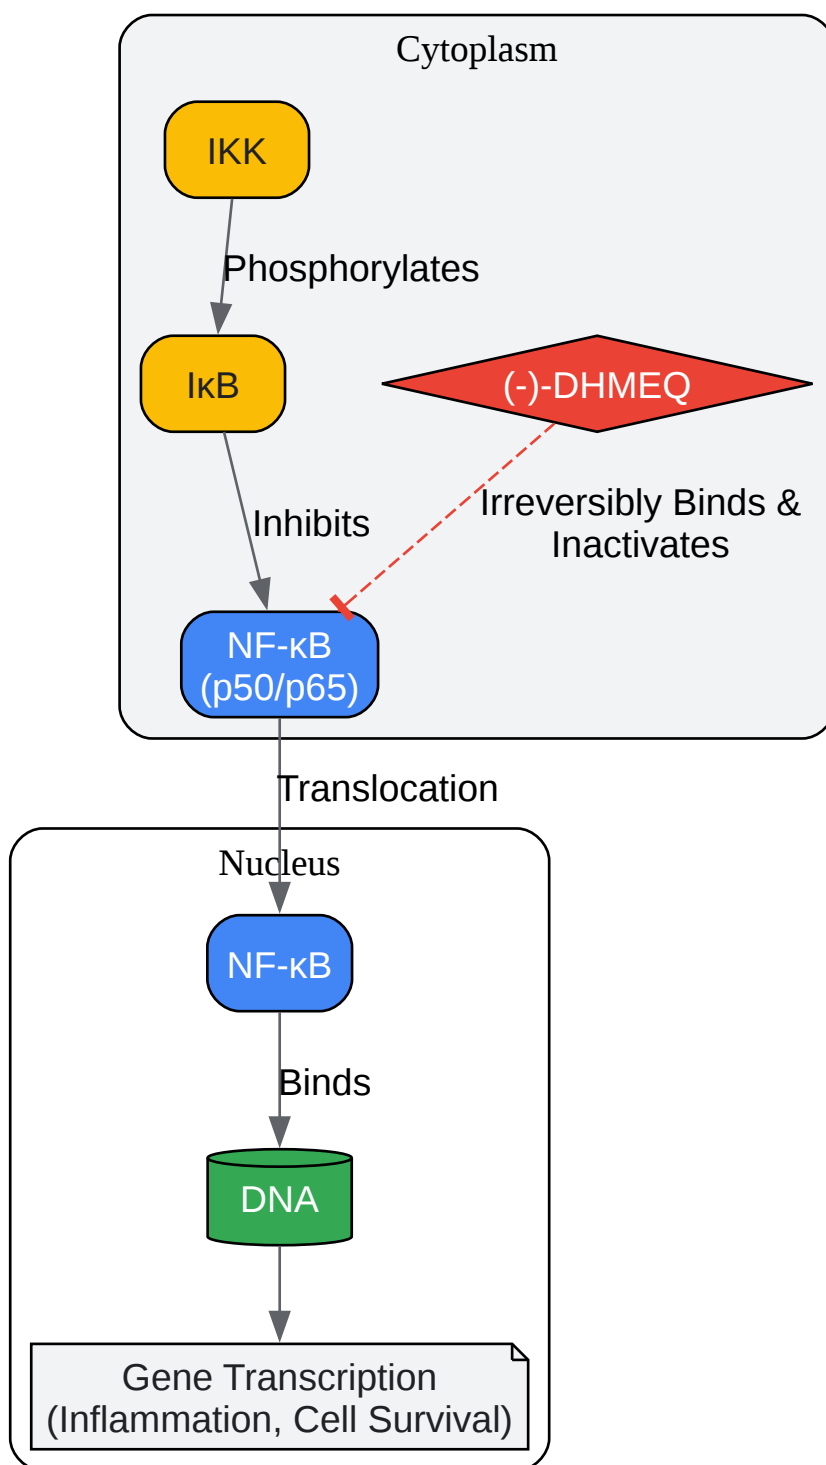 Cytoplasm
IKK
Phosphorylates
IκB
(-)-DHMEQ
Inhibits
Irreversibly Binds &
Inactivates
NF-κB
(p50/p65)
Translocation
Nucleus
NF-κB
Binds
DNA
Gene Transcription
(Inflammation, Cell Survival)